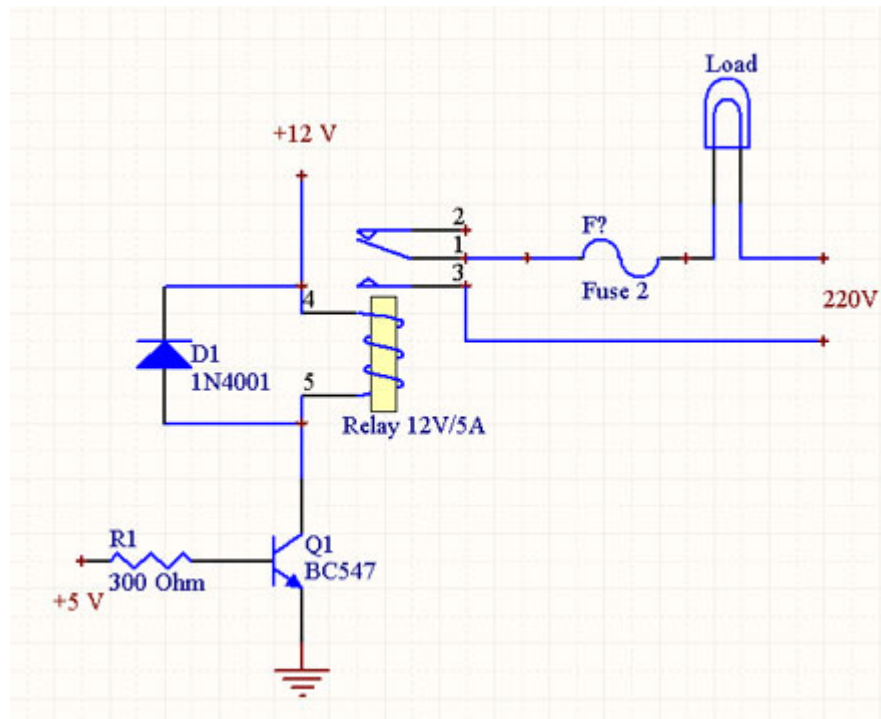 Load
+12 V
2
F?
1
3
Fuse 2
220V
4
D1
1N4001
5
Relay 12V/5A
R1
Q1
BC547
300 Ohm
+5 V